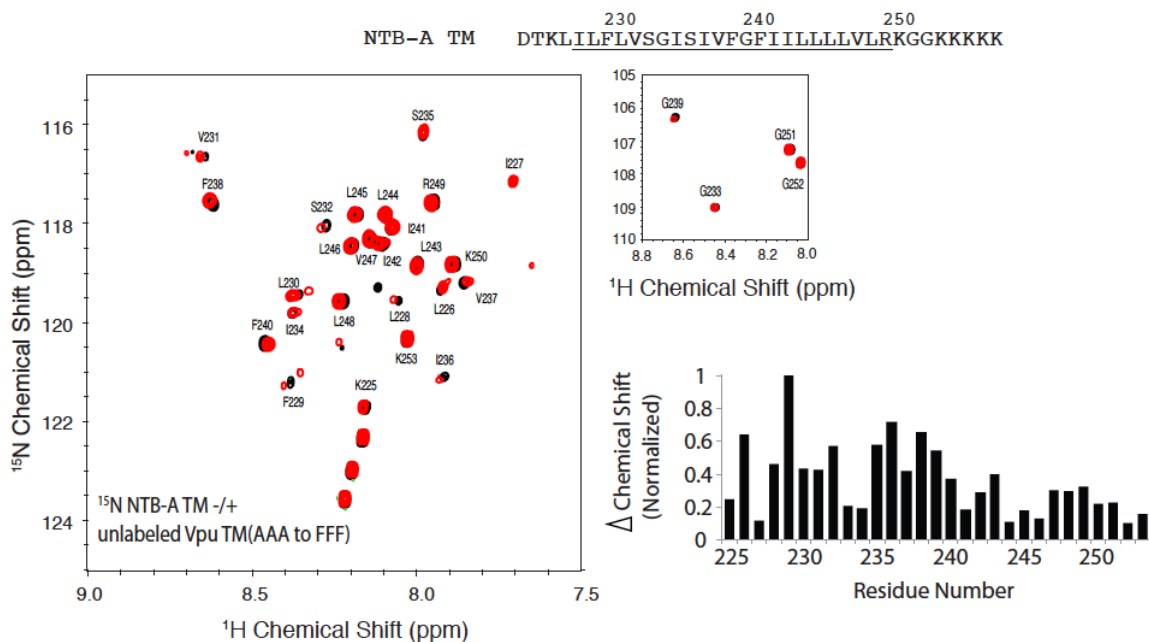 230 240 250
NTB-A TM DTKLILFLVSGISIVFGFIILLLLVLRKGGKKKKK
116
118
120
122
124
¹⁵N Chemical Shift (ppm)
9.0 8.5 8.0 7.5
¹H Chemical Shift (ppm)
S235
V231
I227
F238
L245 L244 R249
S232
I241
L246 L243
V247 I242 K250
L230 L228 L226 V237
I234 L248
F240
K253 I236
F229
K225
¹⁵N NTB-A TM -/+
unlabeled Vpu TM(AAA to FFF)
105
106
107
108
109
110
G239
G251
G252
G233
8.8 8.6 8.4 8.2 8.0
¹H Chemical Shift (ppm)
Δ Chemical Shift
(Normalized)
1
0.8
0.6
0.4
0.2
0
225 230 235 240 245 250
Residue Number